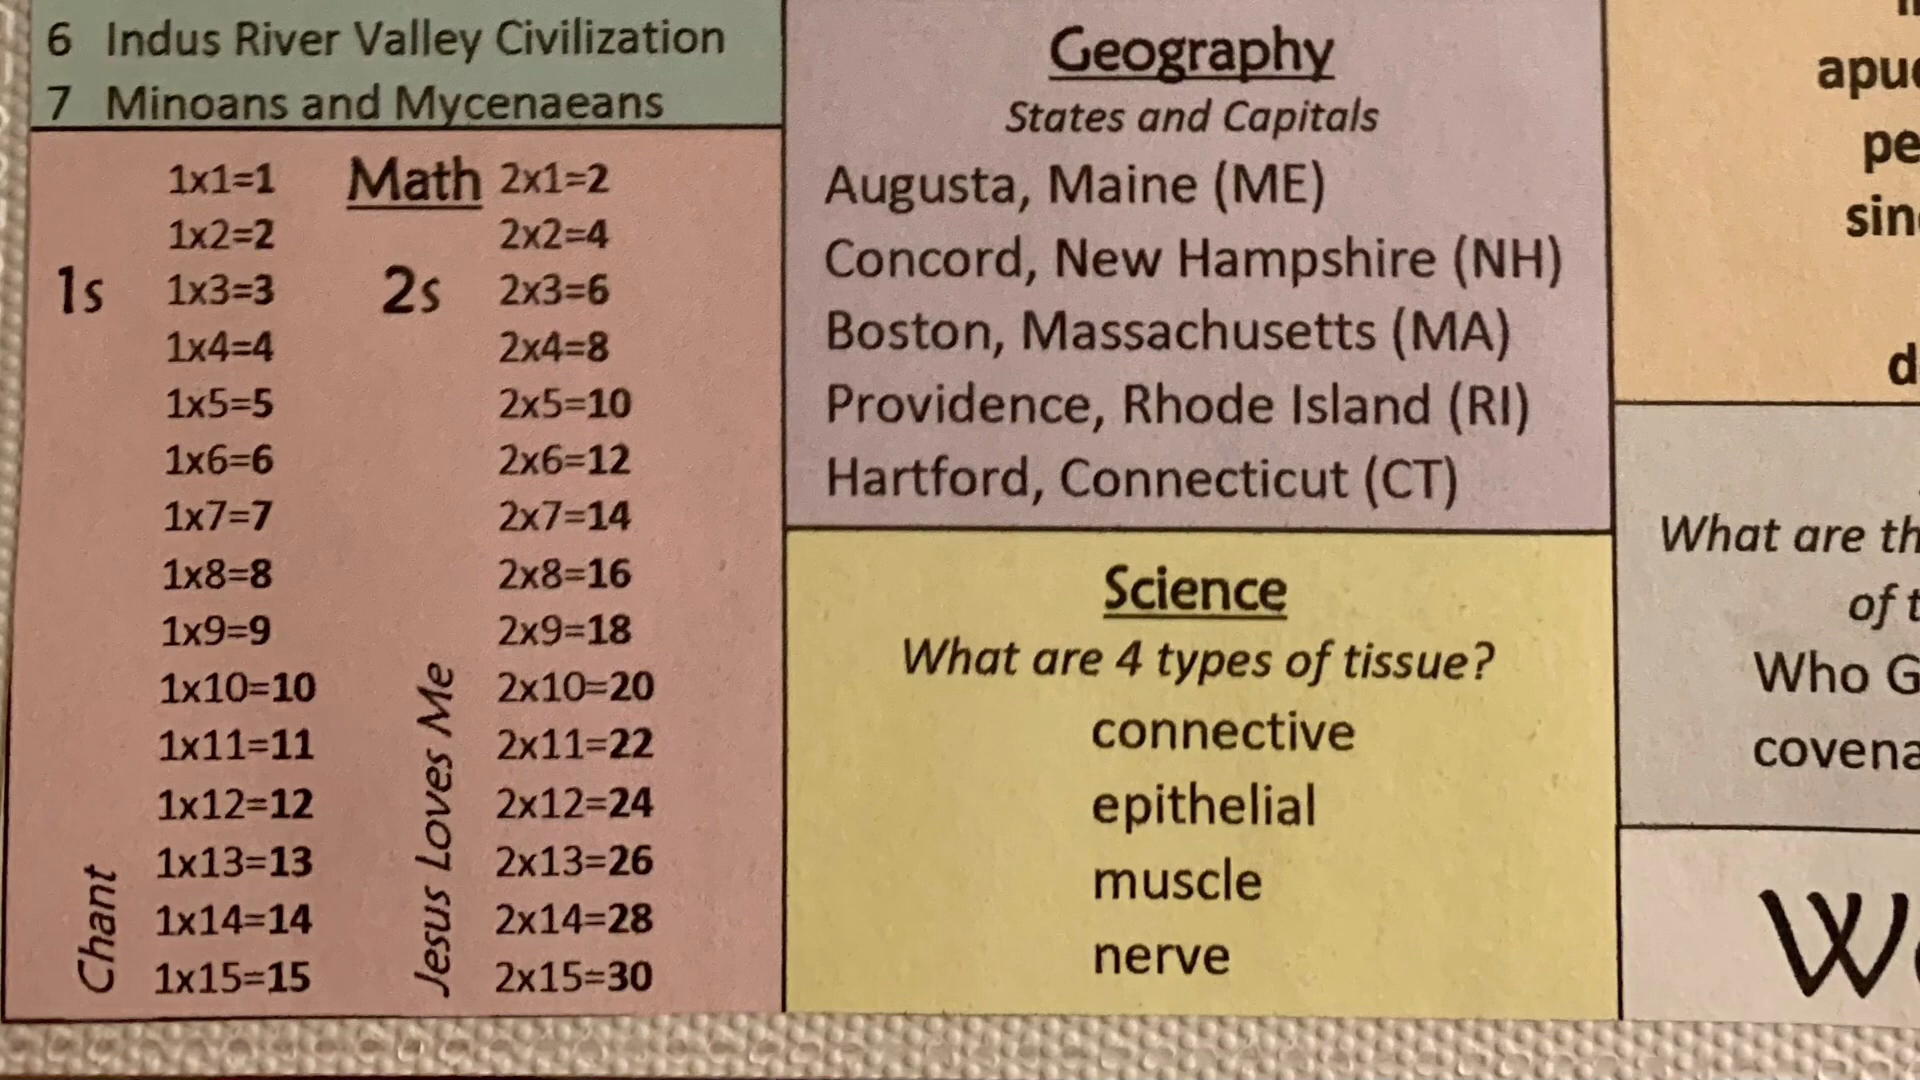 6 Indus River Valley Civilization
7 Minoans and Mycenaeans
Math
1s
1x1=1
1x2=2
1x3=3
1x4=4
1x5=5
1x6=6
1x7=7
1x8=8
1x9=9
1x10=10
1x11=11
1x12=12
1x13=13
1x14=14
1x15=15
Chant
2s
2x1=2
2x2=4
2x3=6
2x4=8
2x5=10
2x6=12
2x7=14
2x8=16
2x9=18
2x10=20
2x11=22
2x12=24
2x13=26
2x14=28
2x15=30
Jesus Loves Me
Geography
States and Capitals
Augusta, Maine (ME)
Concord, New Hampshire (NH)
Boston, Massachusetts (MA)
Providence, Rhode Island (RI)
Hartford, Connecticut (CT)
Science
What are 4 types of tissue?
connective
epithelial
muscle
nerve
What are
of
Who